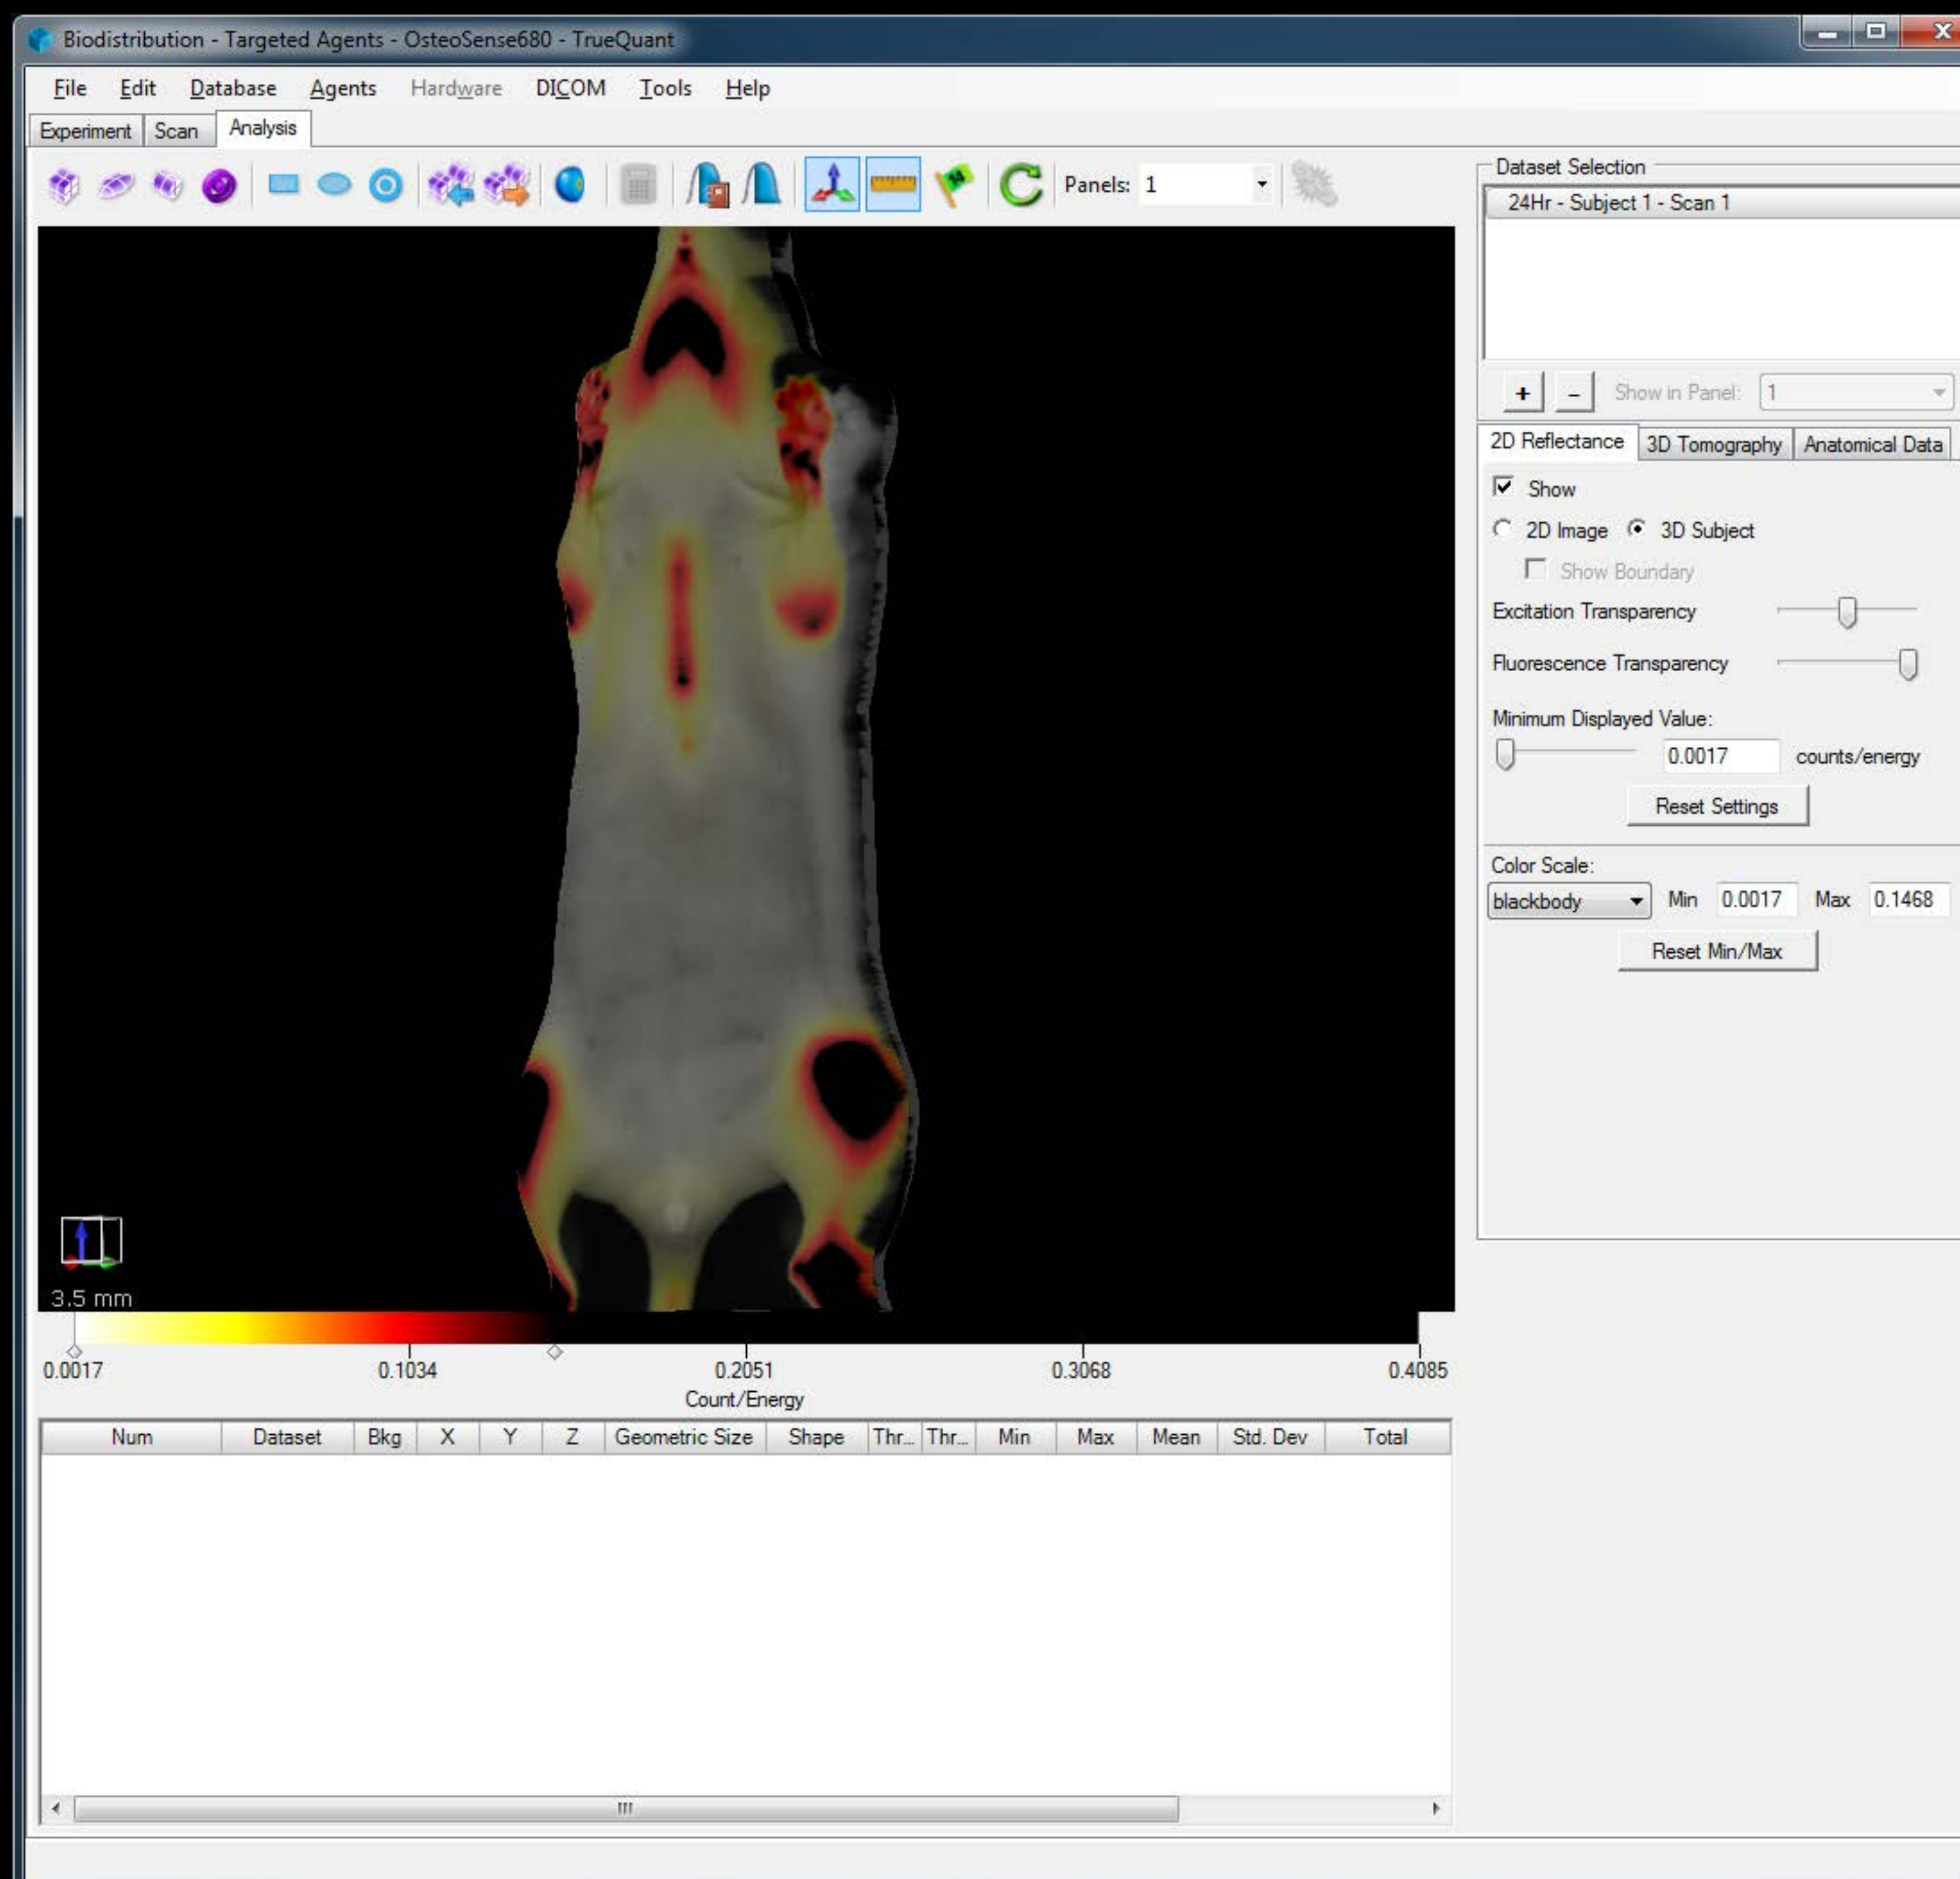 Biodistribution - Targeted Agents - OsteoSense680 - TrueQuant
File Edit Database Agents Hardware DICOM Tools Help
Experiment Scan Analysis
Panels: 1
Dataset Selection
24Hr - Subject 1 - Scan 1
+ - Show in Panel: 1
2D Reflectance 3D Tomography Anatomical Data
Show
2D Image 3D Subject
Show Boundary
Excitation Transparency
Fluorescence Transparency
Minimum Displayed Value:
0.0017 counts/energy
Reset Settings
Color Scale:
blackbody Min 0.0017 Max 0.1468
Reset Min/Max
3.5 mm
0.0017 0.1034 0.2051 0.3068 0.4085
Count/Energy
Num Dataset Bkg X Y Z Geometric Size Shape Thr... Thr... Min Max Mean Std. Dev Total